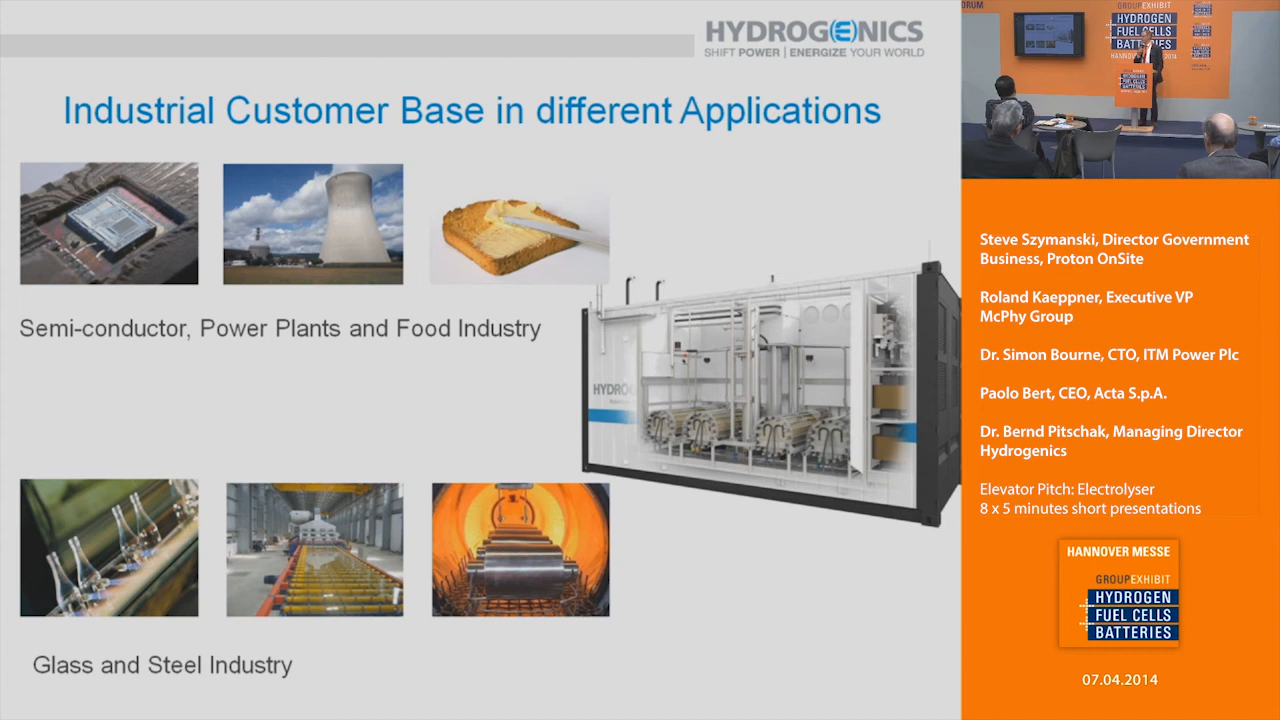 HYDROGENICS
SHIFT POWER | ENERGIZE YOUR WORLD
Industrial Customer Base in different Applications
Semi-conductor, Power Plants and Food Industry
HYDROG
Glass and Steel Industry
GROUPEXHIBIT
HYDROGEN
FUEL CELLS
BATTERIES
Steve Szymanski, Director Government
Business, Proton OnSite
Roland Kaeppner, Executive VP
McPhy Group
Dr. Simon Bourne, CTO, ITM Power Plc
Paolo Bert, CEO, Acta S.p.A.
Dr. Bernd Pitschak, Managing Director
Hydrogenics
Elevator Pitch: Electrolyser
8 x 5 minutes short presentations
HANNOVER MESSE
GROUPEXHIBIT
HYDROGEN
FUEL CELLS
BATTERIES
07.04.2014